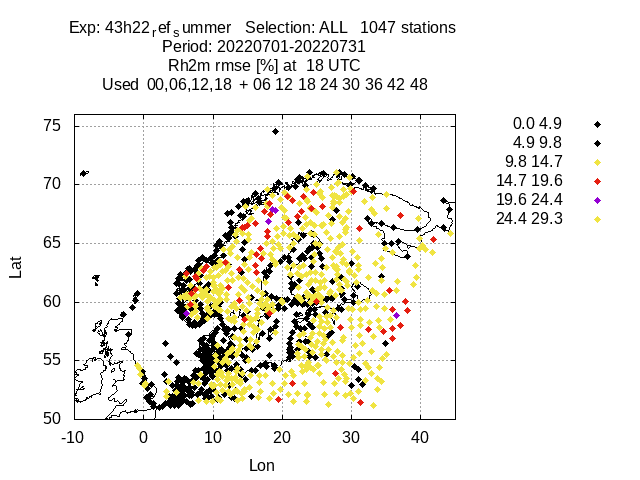 Exp: 43h22refsummer Selection: ALL 1047 stations
Period: 20220701-20220731
Rh2m rmse [%] at 18 UTC
Used 00,06,12,18 + 06 12 18 24 30 36 42 48
0.0 4.9
4.9 9.8
9.8 14.7
14.7 19.6
19.6 24.4
24.4 29.3
75
70
65
60
55
50
Lat
-10 0 10 20 30 40
Lon